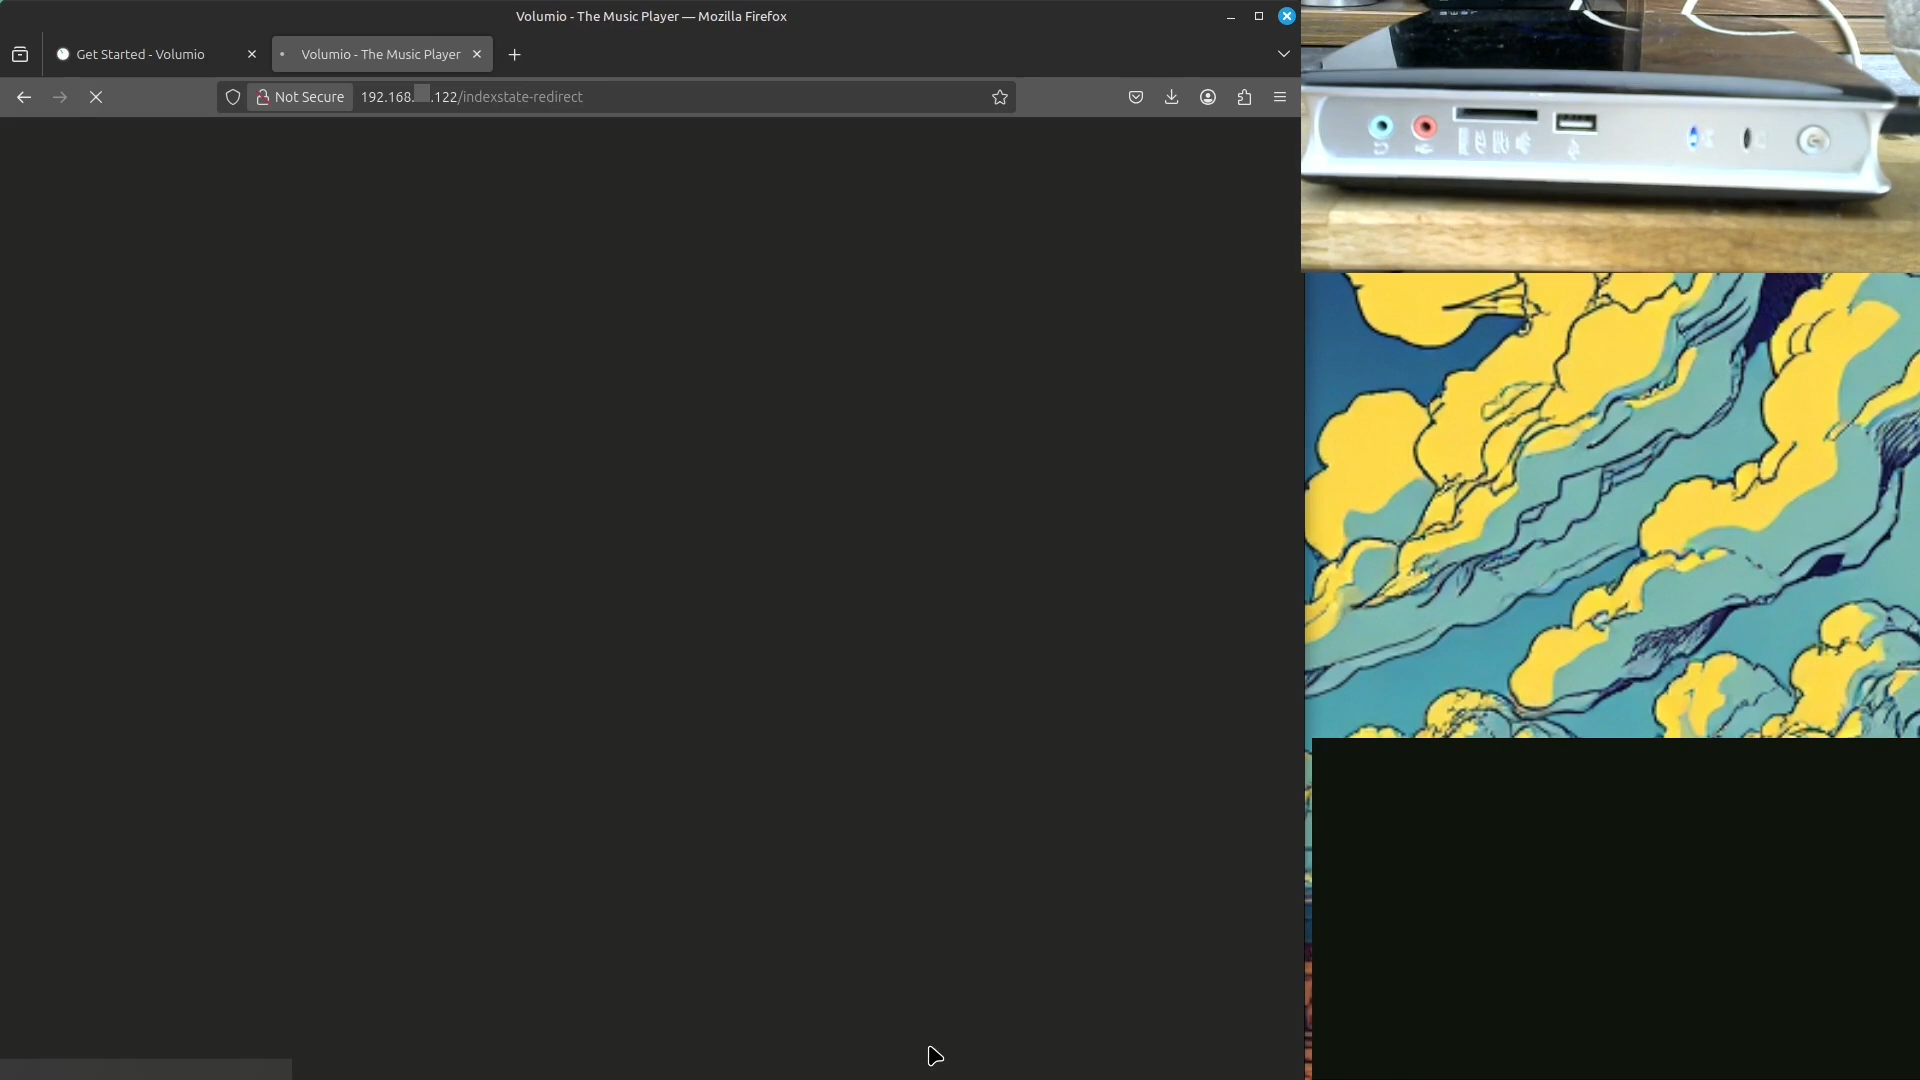 Volumio - The Music Player — Mozilla Firefox
Get Started - Volumio
Volumio - The Music Player
Not Secure
192.168. .122/indexstate-redirect